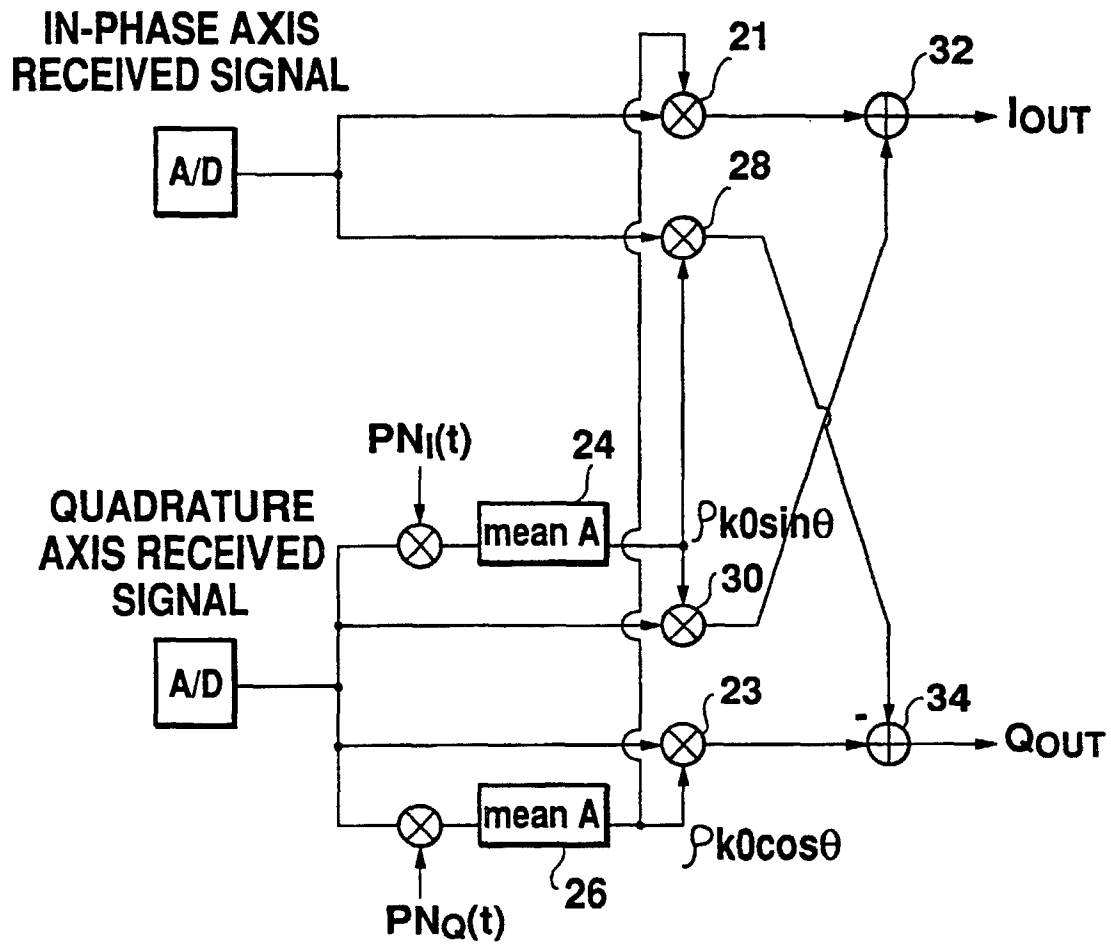 IN-PHASE AXIS
RECEIVED SIGNAL
21
32
A/D
IOUT
28
PNI(t)
24
QUADRATURE
AXIS RECEIVED
SIGNAL
mean A
ρk0sinθ
30
A/D
23
34
-
QOUT
mean A
ρk0cosθ
26
PNQ(t)